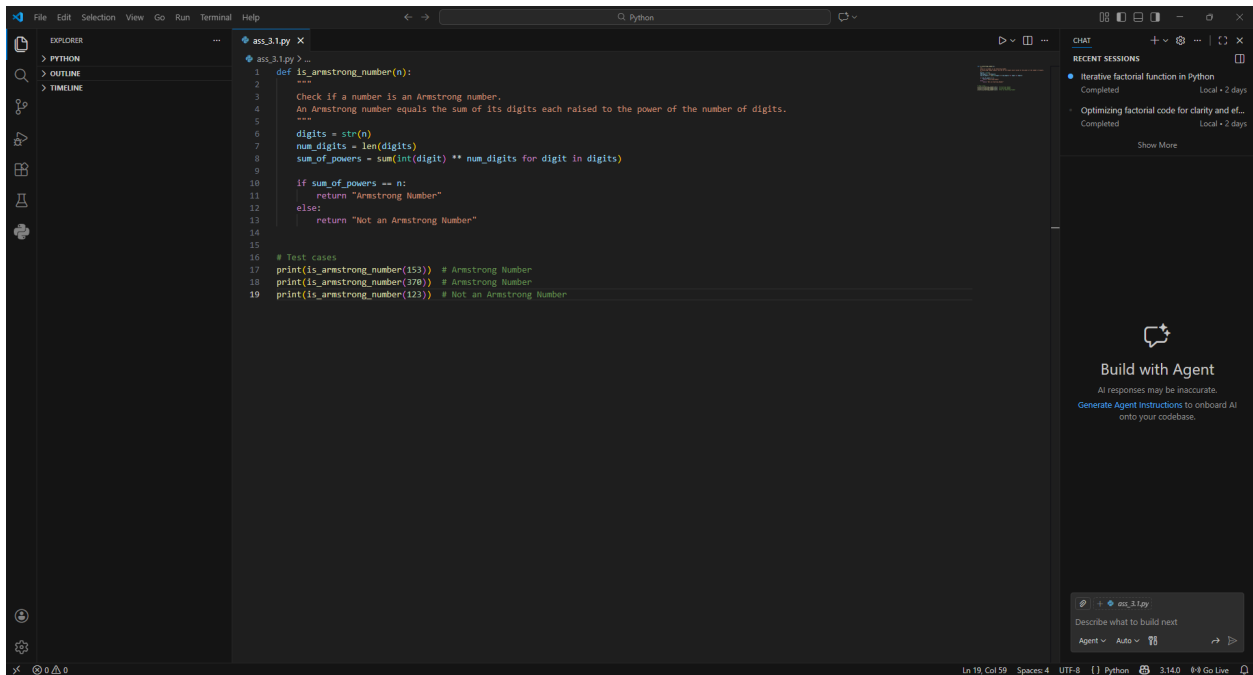 File Edit Selection View Go Run Terminal Help
Python
EXPLORER
PYTHON
OUTLINE
TIMELINE
ass_3.1.py
ass_3.1.py > ...
1 def is_armstrong_number(n):
2 """
3 Check if a number is an Armstrong number.
4 An Armstrong number equals the sum of its digits each raised to the power of the number of digits.
5 """
6 digits = str(n)
7 num_digits = len(digits)
8 sum_of_powers = sum(int(digit) ** num_digits for digit in digits)
9
10 if sum_of_powers == n:
11 return "Armstrong Number"
12 else:
13 return "Not an Armstrong Number"
14
15
16 # Test cases
17 print(is_armstrong_number(153)) # Armstrong Number
18 print(is_armstrong_number(370)) # Armstrong Number
19 print(is_armstrong_number(123)) # Not an Armstrong Number
CHAT
RECENT SESSIONS
Iterative factorial function in Python
Completed Local • 2 days
Optimizing factorial code for clarity and ef...
Completed Local • 2 days
Show More
Build with Agent
AI responses may be inaccurate.
Generate Agent Instructions to onboard AI
onto your codebase.
ass_3.1.py
Describe what to build next
Agent Auto
0 0 Ln 19, Col 59 Spaces: 4 UTF-8 { } Python 3.14.0 Go Live